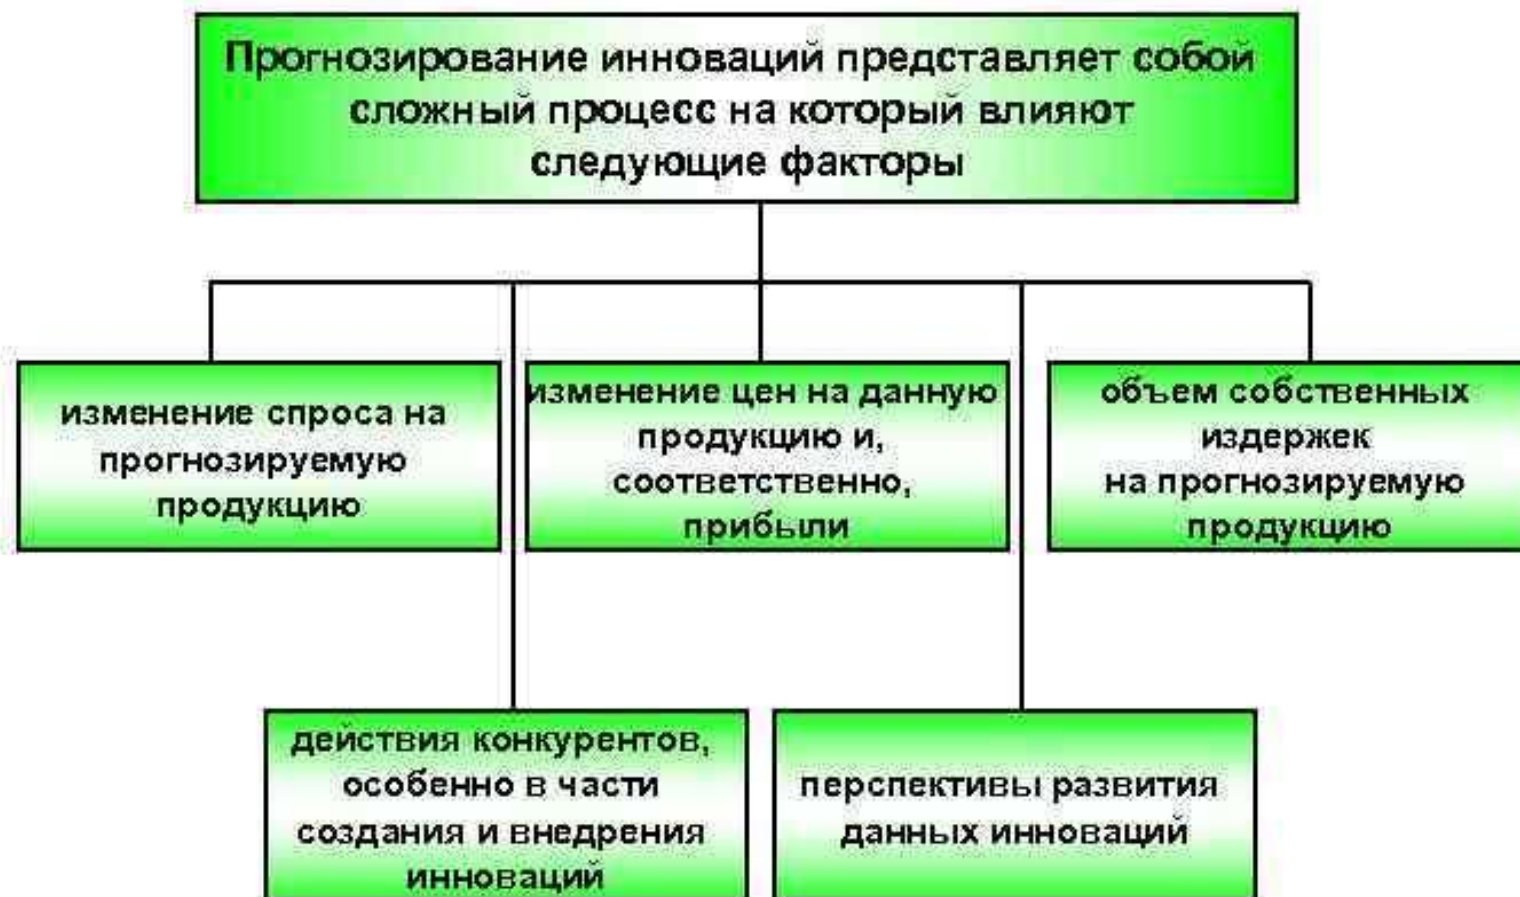 Прогнозирование инноваций представляет собой
сложный процесс на который влияют
следующие факторы
изменение спроса на
прогнозируемую
продукцию
изменение цен на данную
продукцию и,
соответственно,
прибыли
объем собственных
издержек
на прогнозируемую
продукцию
действия конкурентов,
особенно в части
создания и внедрения
инноваций
перспективы развития
данных инноваций